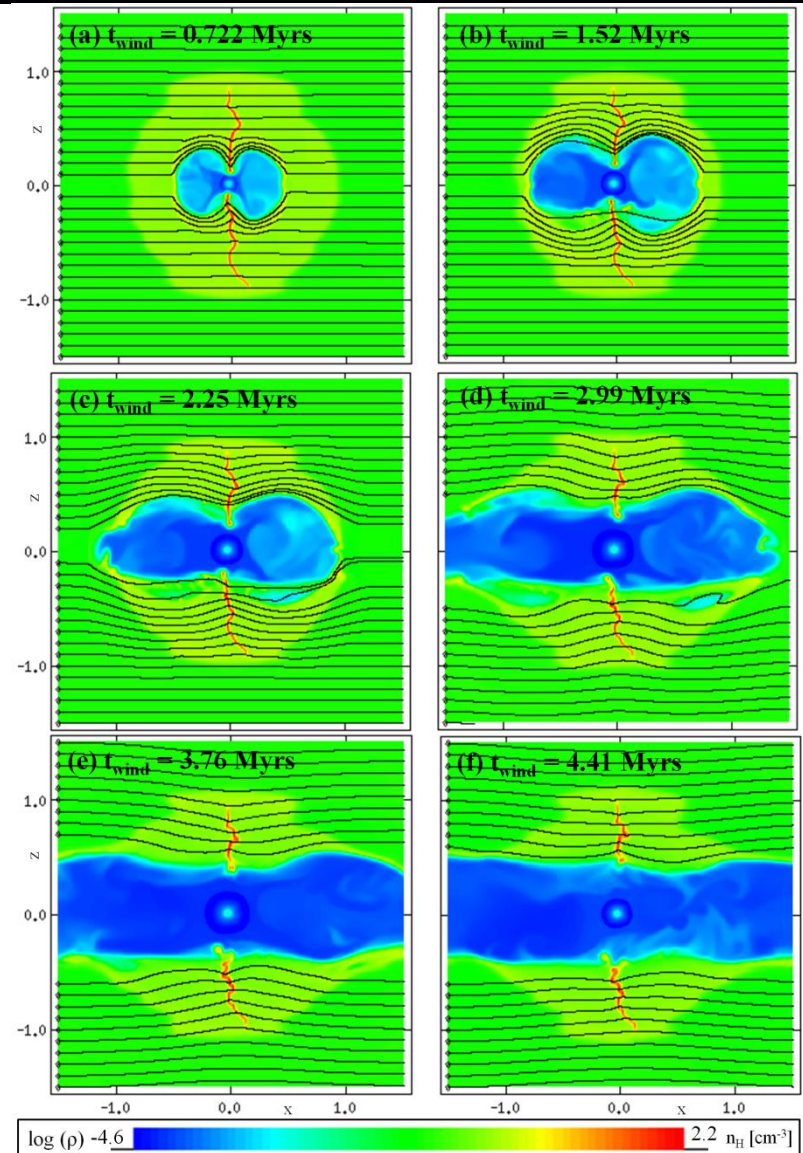 (a) t_wind = 0.722 Myrs
(b) t_wind = 1.52 Myrs
1.0
Z
0.0
-1.0
(c) t_wind = 2.25 Myrs
(d) t_wind = 2.99 Myrs
1.0
Z
0.0
-1.0
(e) t_wind = 3.76 Myrs
(f) t_wind = 4.41 Myrs
1.0
Z
0.0
-1.0
-1.0 0.0 X 1.0 -1.0 0.0 X 1.0
log (ρ) -4.6 2.2 n_H [cm⁻³]